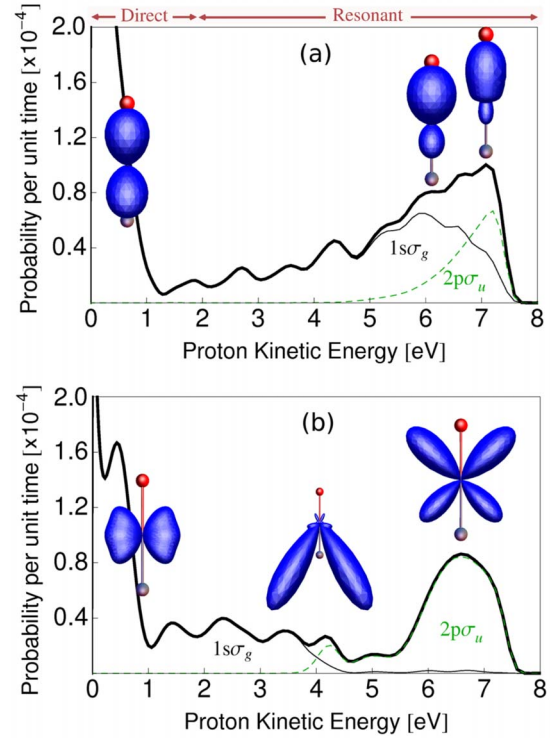 Direct
Resonant
(a)
Probability per unit time [x10⁻⁴]
2.0
1.6
1.2
0.8
0.4
1sσg
2pσu
0 1 2 3 4 5 6 7 8
Proton Kinetic Energy [eV]
(b)
Probability per unit time [x10⁻⁴]
2.0
1.6
1.2
0.8
0.4
1sσg
2pσu
0 1 2 3 4 5 6 7 8
Proton Kinetic Energy [eV]